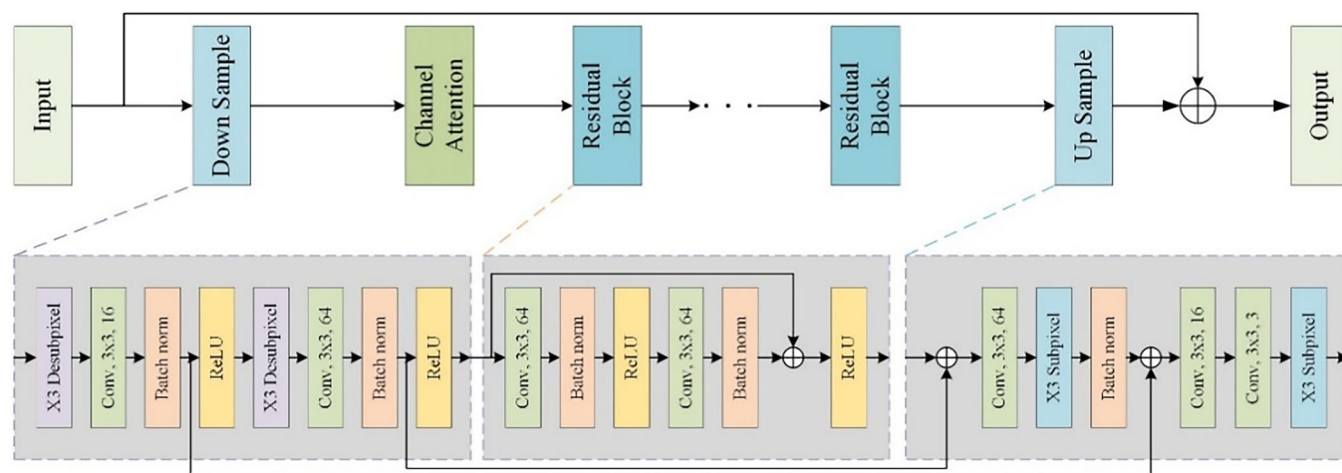 Input
Down Sample
Channel
Attention
Residual
Block
. . .
Residual
Block
Up Sample
Output
X3 Desubpixel
Conv, 3x3, 16
Batch norm
ReLU
X3 Desubpixel
Conv, 3x3, 64
Batch norm
ReLU
Conv, 3x3, 64
Batch norm
ReLU
Conv, 3x3, 64
Batch norm
ReLU
Conv, 3x3, 64
X3 Subpixel
Batch norm
Conv, 3x3, 16
Conv, 3x3, 3
X3 Subpixel